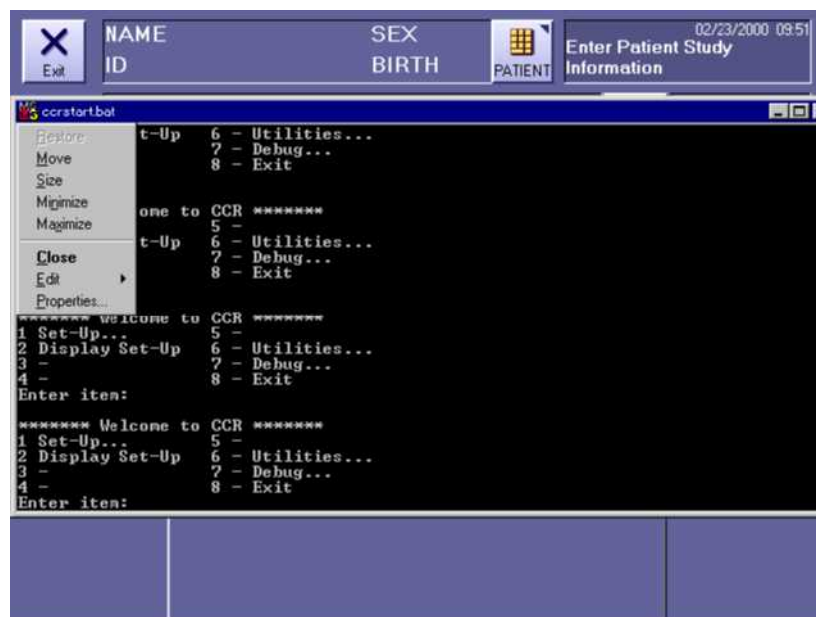 NAME SEX 02/23/2000 09:51
Exit ID BIRTH PATIENT Enter Patient Study
Information
ccrstart.bat
Restore
Move
Size
Minimize
Maximize
Close
Edit
Properties...
t-Up 6 - Utilities...
7 - Debug...
8 - Exit
ome to CCR *******
5 -
t-Up 6 - Utilities...
7 - Debug...
8 - Exit
******* Welcome to CCR *******
1 Set-Up... 5 -
2 Display Set-Up 6 - Utilities...
3 - 7 - Debug...
4 - 8 - Exit
Enter item:
******* Welcome to CCR *******
1 Set-Up... 5 -
2 Display Set-Up 6 - Utilities...
3 - 7 - Debug...
4 - 8 - Exit
Enter item: